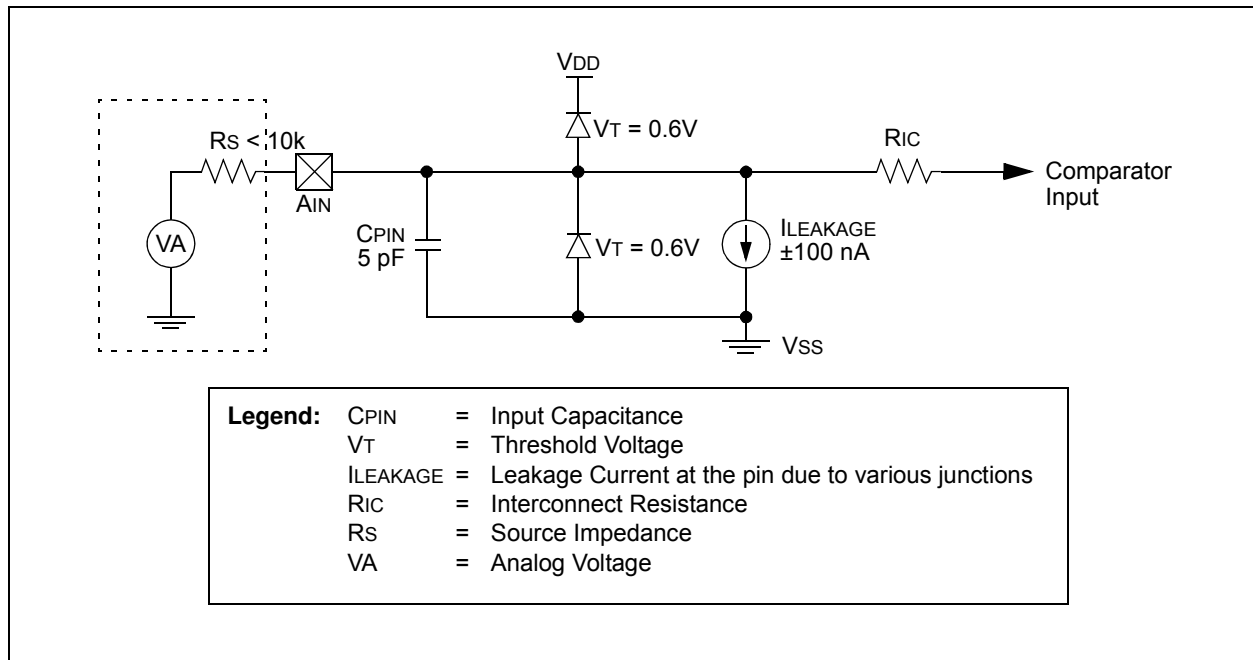 VDD
VT = 0.6V
RS < 10k
RIC
AIN
Comparator
Input
CPIN
5 pF
VT = 0.6V
ILEAKAGE
±100 nA
VA
VSS
Legend: CPIN = Input Capacitance
VT = Threshold Voltage
ILEAKAGE = Leakage Current at the pin due to various junctions
RIC = Interconnect Resistance
RS = Source Impedance
VA = Analog Voltage